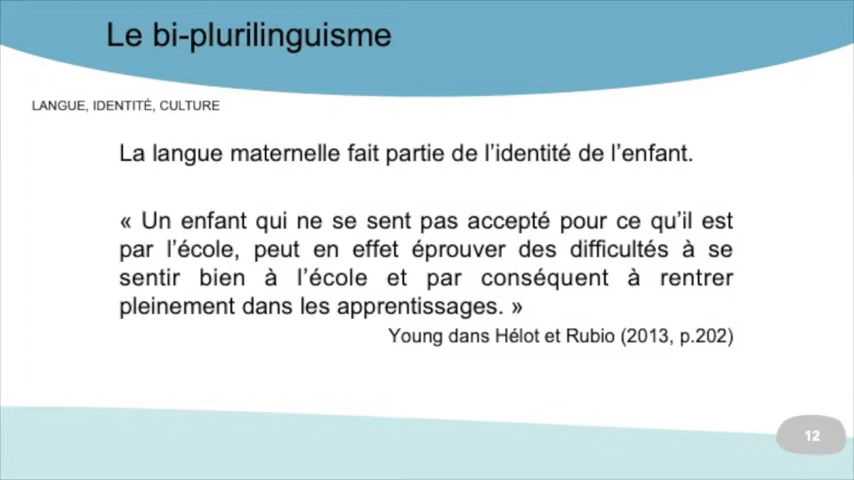 Le bi-plurilinguisme
LANGUE, IDENTITÉ, CULTURE
La langue maternelle fait partie de l’identité de l’enfant.
« Un enfant qui ne se sent pas accepté pour ce qu’il est
par l’école, peut en effet éprouver des difficultés à se
sentir bien à l’école et par conséquent à rentrer
pleinement dans les apprentissages. »
Young dans Hélot et Rubio (2013, p.202)
12